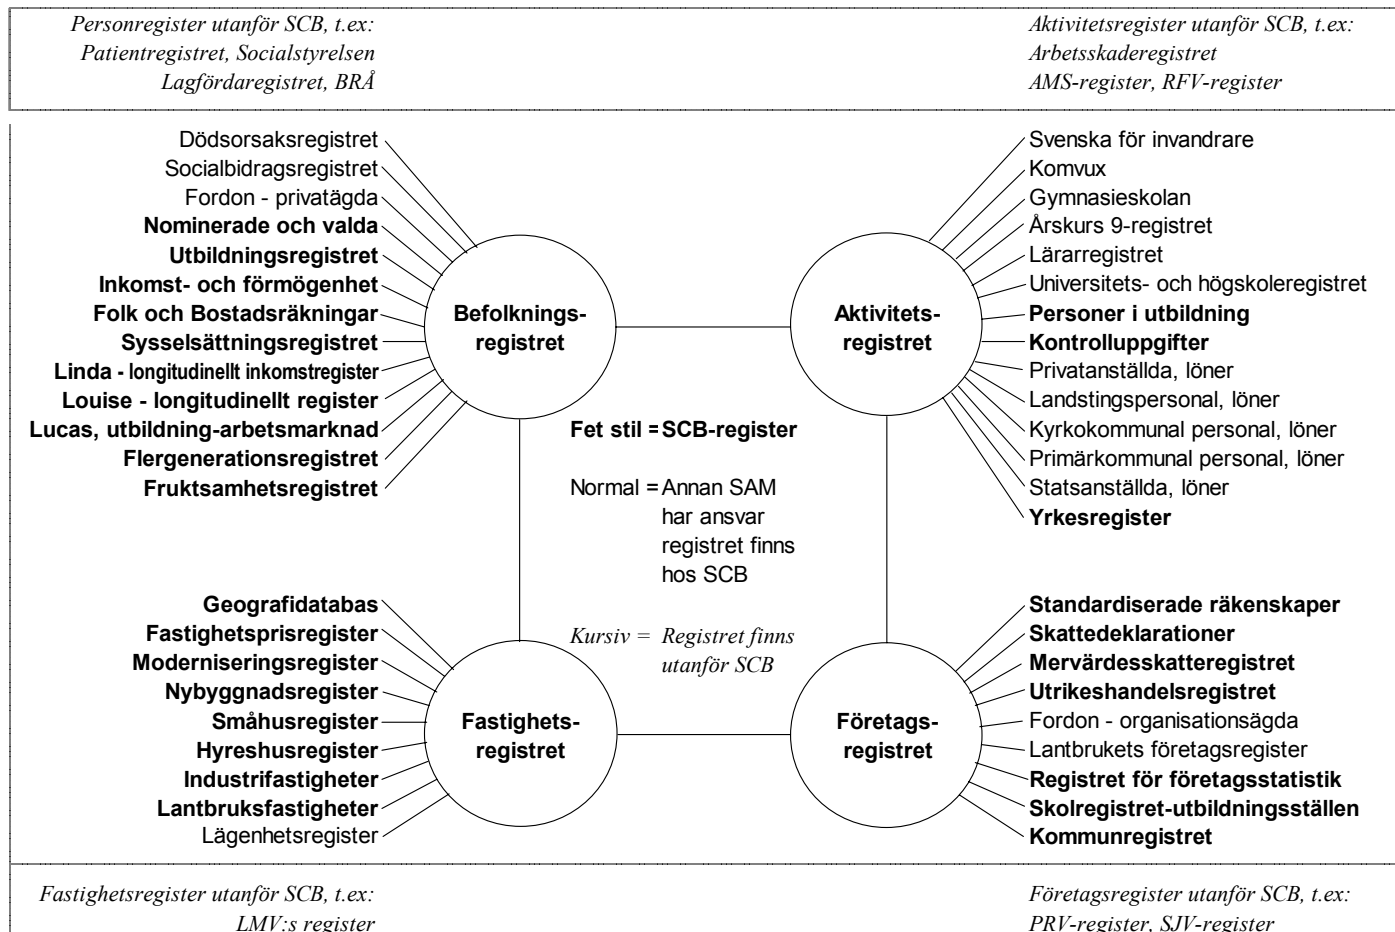 Personregister utanför SCB, t.ex:
Patientregistret, Socialstyrelsen
Lagfördaregistret, BRÅ
Aktivitetsregister utanför SCB, t.ex:
Arbetsskaderegistret
AMS-register, RFV-register
Dödsorsaksregistret
Socialbidragsregistret
Fordon - privatägda
Nominerade och valda
Utbildningsregistret
Inkomst- och förmögenhet
Folk och Bostadsräkningar
Sysselsättningsregistret
Linda - longitudinellt inkomstregister
Louise - longitudinellt register
Lucas, utbildning-arbetsmarknad
Flergenerationsregistret
Fruktsamhetsregistret
Befolknings-
registret
Aktivitets-
registret
Svenska för invandrare
Komvux
Gymnasieskolan
Årskurs 9-registret
Lärarregistret
Universitets- och högskoleregistret
Personer i utbildning
Kontrolluppgifter
Privatanställda, löner
Landstingspersonal, löner
Kyrkokommunal personal, löner
Primärkommunal personal, löner
Statsanställda, löner
Yrkesregister
Fet stil = SCB-register
Normal = Annan SAM
har ansvar
registret finns
hos SCB
Kursiv = Registret finns
utanför SCB
Geografidatabas
Fastighetsprisregister
Moderniseringsregister
Nybyggnadsregister
Småhusregister
Hyreshusregister
Industrifastigheter
Lantbruksfastigheter
Lägenhetsregister
Fastighets-
registret
Företags-
registret
Standardiserade räkenskaper
Skattedeklarationer
Mervärdesskatteregistret
Utrikeshandelsregistret
Fordon - organisationsägda
Lantbrukets företagsregister
Registret för företagsstatistik
Skolregistret-utbildningsställen
Kommunregistret
Fastighetsregister utanför SCB, t.ex:
LMV:s register
Företagsregister utanför SCB, t.ex:
PRV-register, SJV-register